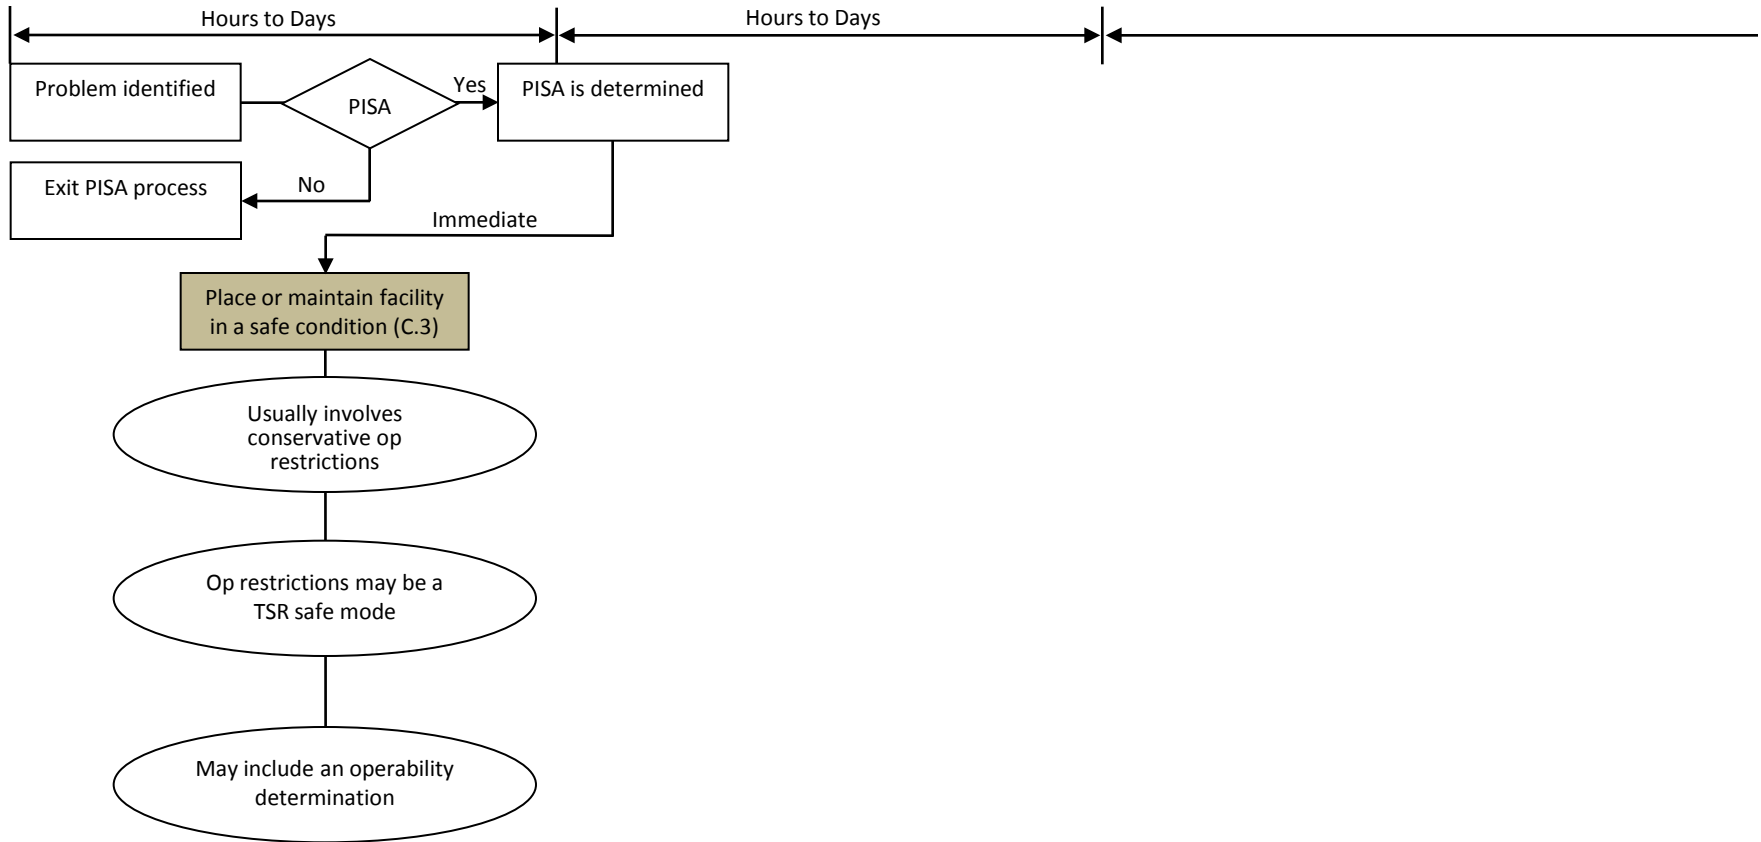 Hours to Days
Hours to Days
Problem identified
PISA
Yes
PISA is determined
Exit PISA process
No
Immediate
Place or maintain facility
in a safe condition (C.3)
Usually involves
conservative op
restrictions
Op restrictions may be a
TSR safe mode
May include an operability
determination